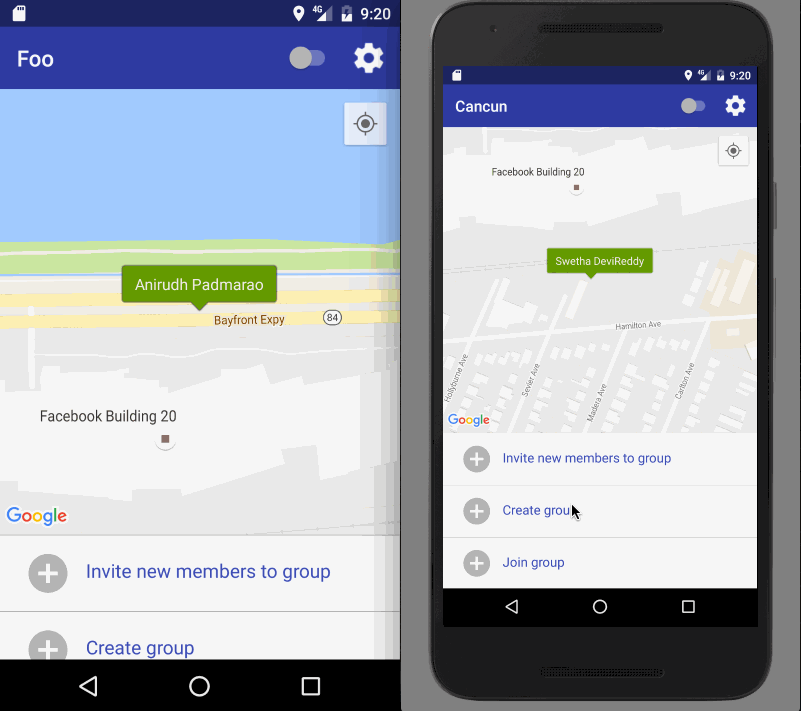 4G 9:20
Foo
Anirudh Padmarao
Bayfront Expy 84
Facebook Building 20
Google
Invite new members to group
Create group
4G 9:20
Cancun
Facebook Building 20
Swetha DeviReddy
Hamilton Ave
Hollyburne Ave
Sevier Ave
Madera Ave
Carlton Ave
Google
Invite new members to group
Create grou
Join group